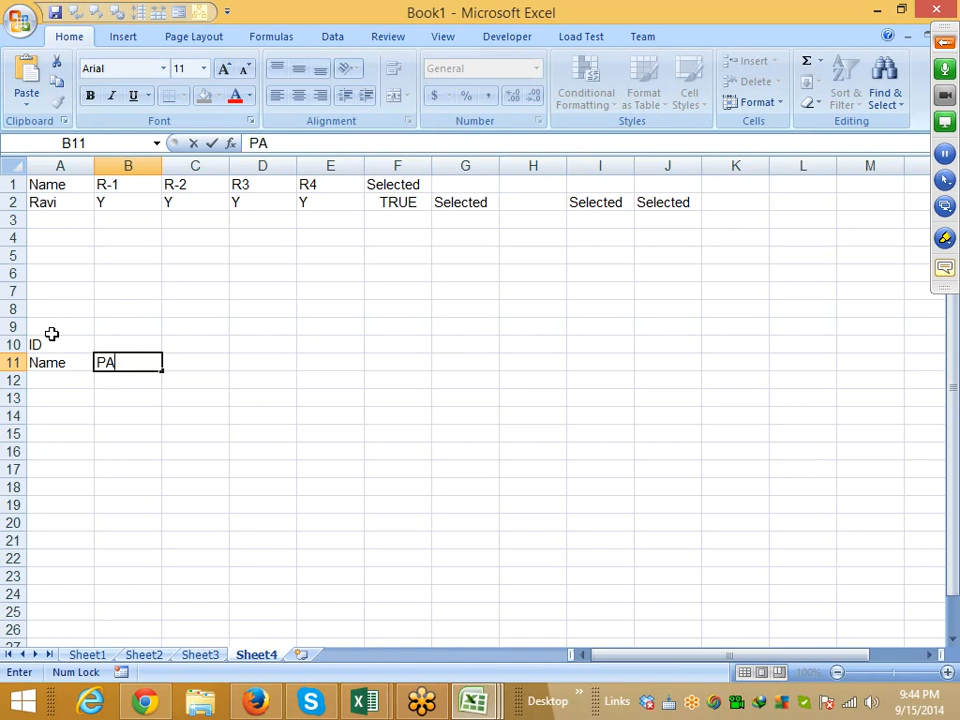 Book1 - Microsoft Excel
Home Insert Page Layout Formulas Data Review View Developer Load Test Team
Paste
Arial 11
General
Conditional Formatting
Format as Table
Cell Styles
Insert
Delete
Format
Sort & Filter
Find & Select
Clipboard Font Alignment Number Styles Cells Editing
B11 fx PA
A B C D E F G H I J K L M
1 Name R-1 R-2 R3 R4 Selected
2 Ravi Y Y Y Y TRUE Selected Selected Selected
3
4
5
6
7
8
9
10 ID
11 Name PA
12
13
14
15
16
17
18
19
20
21
22
23
24
25
26
27
Sheet1 Sheet2 Sheet3 Sheet4
Enter Num Lock 100%
Desktop » Links 9:44 PM
9/15/2014